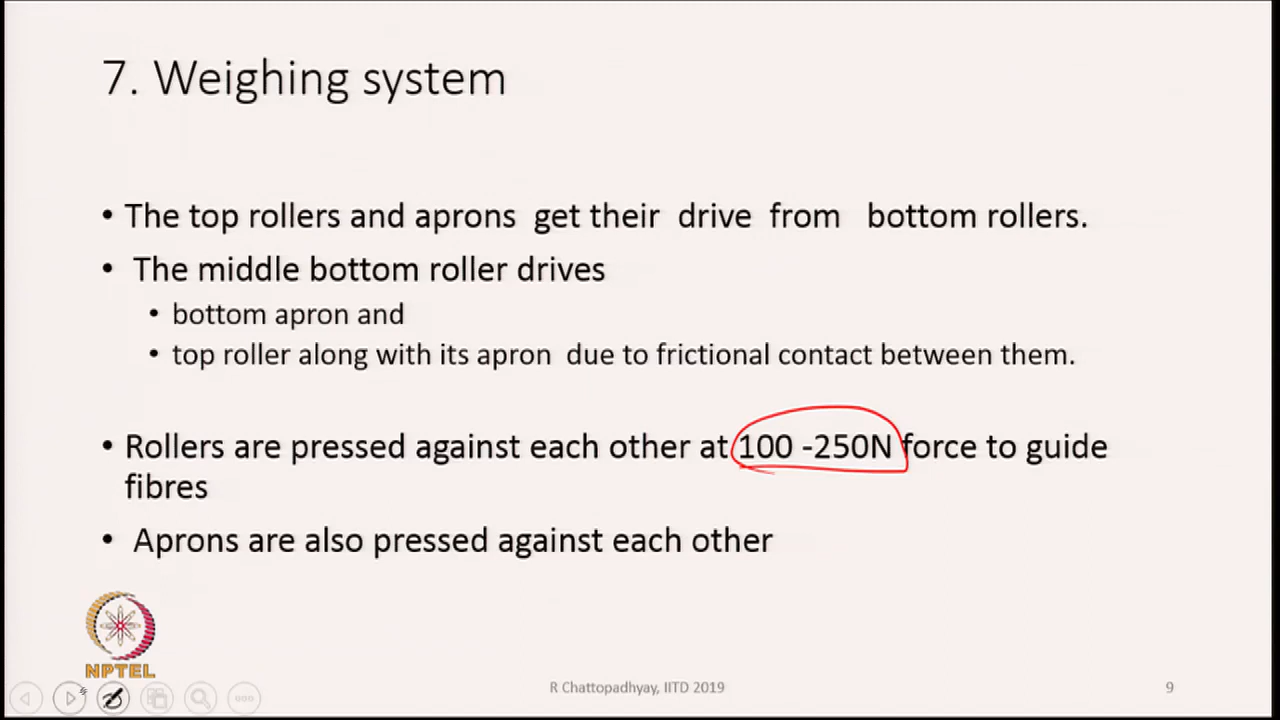 7. Weighing system
• The top rollers and aprons get their drive from bottom rollers.
• The middle bottom roller drives
• bottom apron and
• top roller along with its apron due to frictional contact between them.
• Rollers are pressed against each other at 100 -250N force to guide
fibres
• Aprons are also pressed against each other
NPTEL
R Chattopadhyay, IITD 2019
9